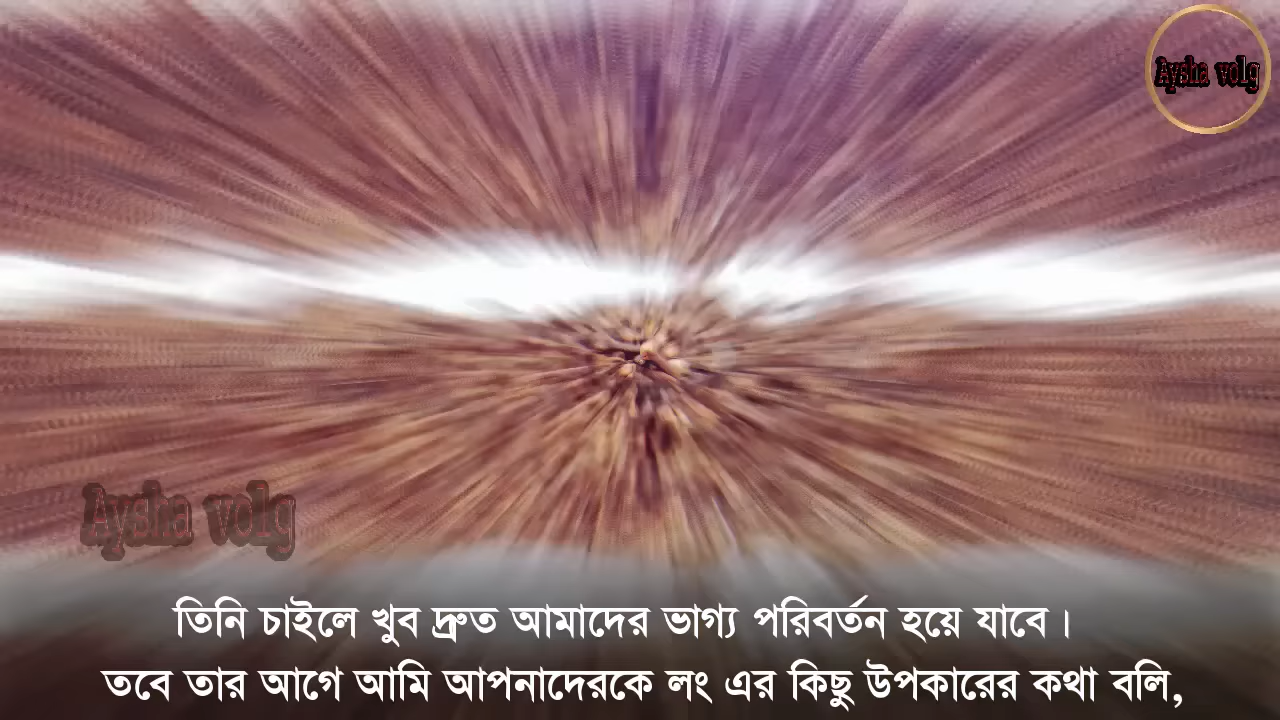 Aysha volg
Aysha volg
তিনি চাইলে খুব দ্রুত আমাদের ভাগ্য পরিবর্তন হয়ে যাবে।
তবে তার আগে আমি আপনাদেরকে লং এর কিছু উপকারের কথা বলি,